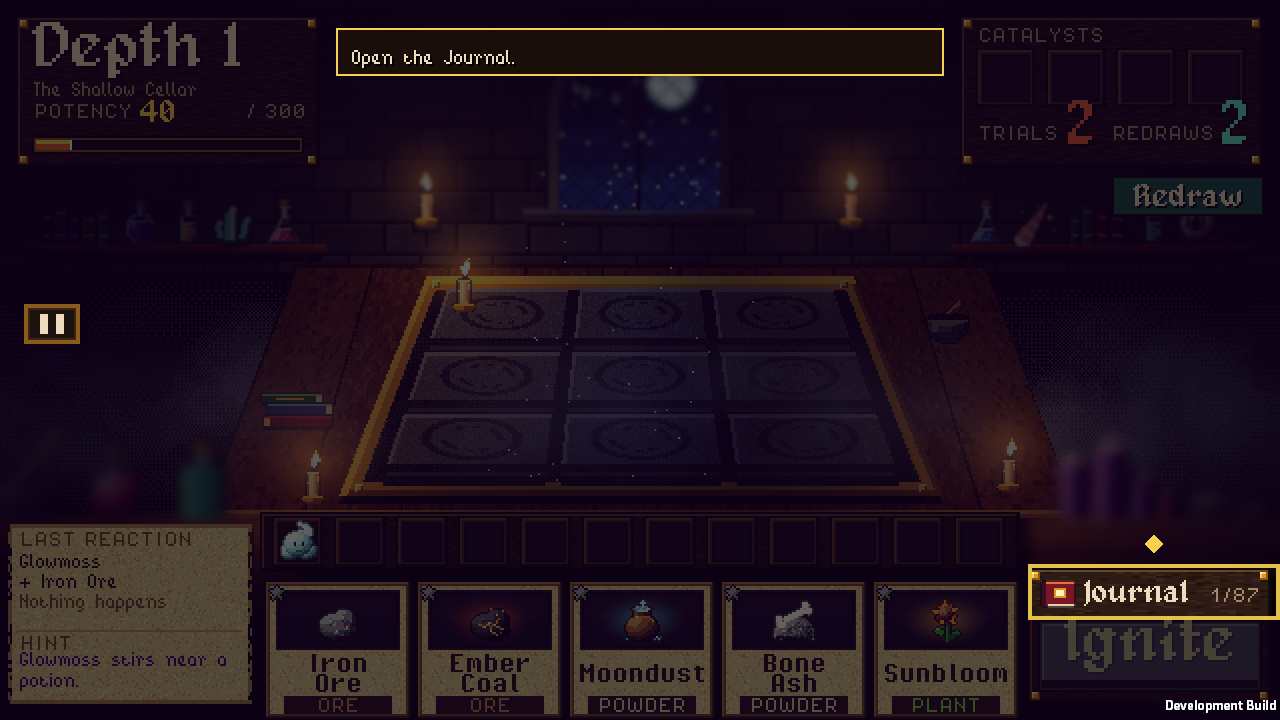 Depth 1
The Shallow Cellar
POTENCY 40 / 300
Open the Journal.
CATALYSTS
TRIALS 2 REDRAWS 2
Redraw
LAST REACTION
Glowmoss
+ Iron Ore
Nothing happens
HINT
Glowmoss stirs near a
potion.
Iron
Ore
ORE
Ember
Coal
ORE
Moondust
POWDER
Bone
Ash
POWDER
Sunbloom
PLANT
Journal 1/87
Ignite
Development Build